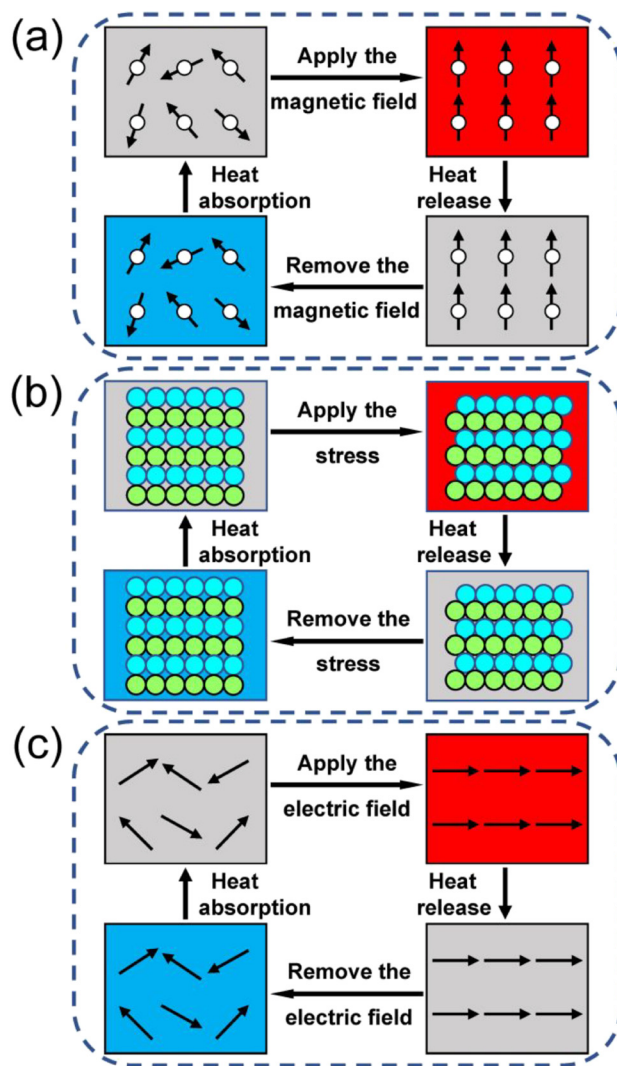 (a)
Apply the
magnetic field
Heat
absorption
Heat
release
Remove the
magnetic field
(b)
Apply the
stress
Heat
absorption
Heat
release
Remove the
stress
(c)
Apply the
electric field
Heat
absorption
Heat
release
Remove the
electric field